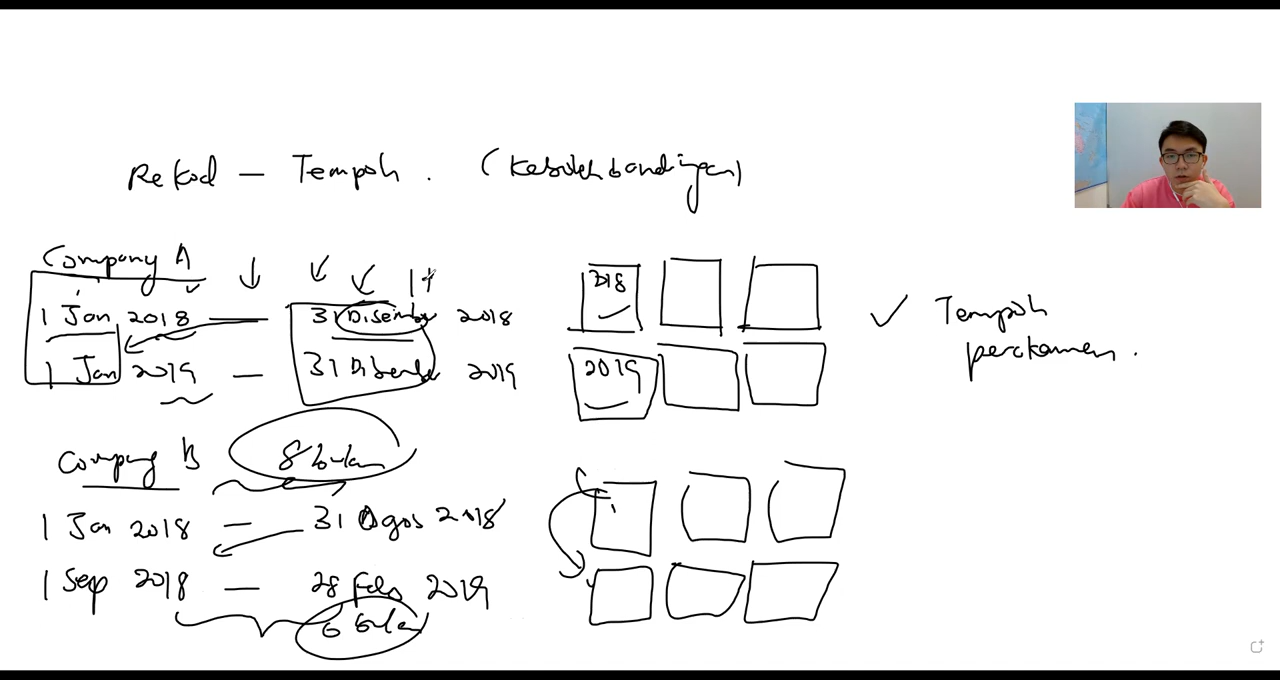 Rekod — Tempoh. (Kebolehbandingan)
Company A
1 Jan 2018 — 31 Disember 2018
1 Jan 2019 — 31 Disember 2019
318
2019
✓ Tempoh
perakaunan.
Company B
8 bulan
1 Jan 2018 — 31 Ogos 2018
1 Sep 2018 — 28 Feb 2019
6 bulan